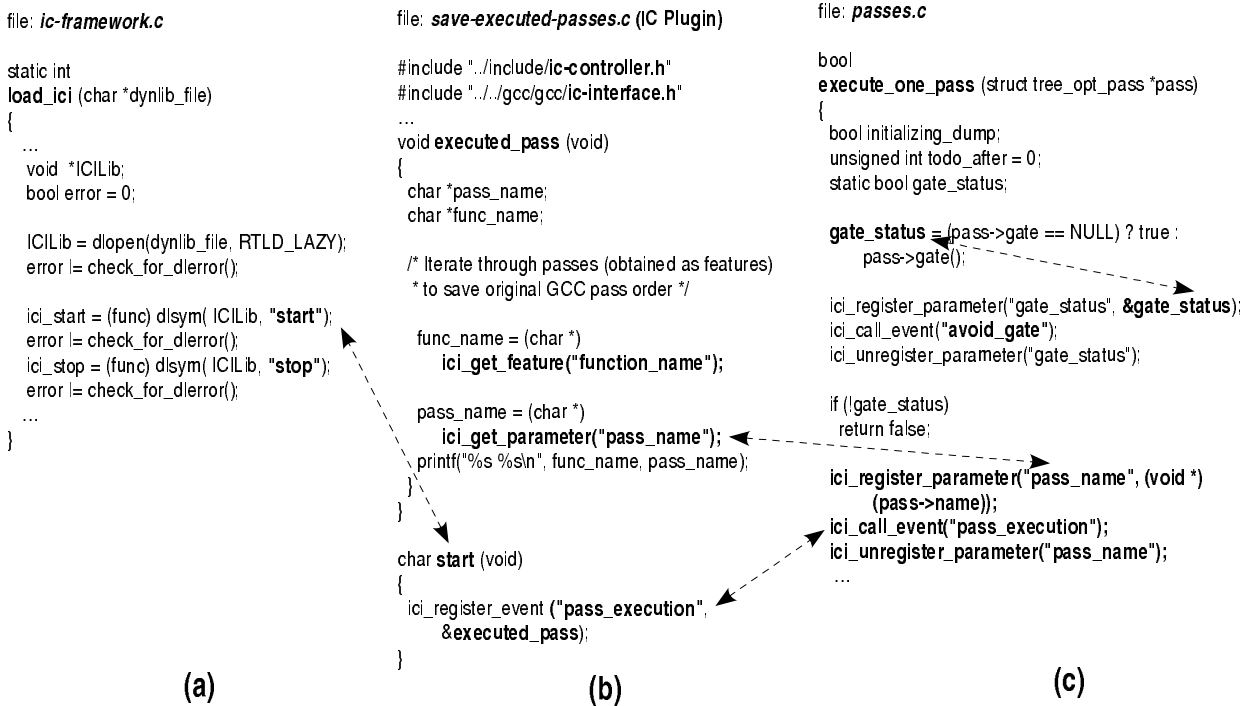 file: ic-framework.c
static int
load_ici (char *dynlib_file)
{
...
void *ICILib;
bool error = 0;
ICILib = dlopen(dynlib_file, RTLD_LAZY);
error |= check_for_dlerror();
ici_start = (func) dlsym( ICILib, "start");
error |= check_for_dlerror();
ici_stop = (func) dlsym( ICILib, "stop");
error |= check_for_dlerror();
...
}
(a)
file: save-executed-passes.c (IC Plugin)
#include "../include/ic-controller.h"
#include "../../gcc/gcc/ic-interface.h"
...
void executed_pass (void)
{
char *pass_name;
char *func_name;
/* Iterate through passes (obtained as features)
* to save original GCC pass order */
func_name = (char *)
ici_get_feature("function_name");
pass_name = (char *)
ici_get_parameter("pass_name");
printf("%s %s\n", func_name, pass_name);
}
}
char start (void)
{
ici_register_event ("pass_execution",
&executed_pass);
}
(b)
file: passes.c
bool
execute_one_pass (struct tree_opt_pass *pass)
{
bool initializing_dump;
unsigned int todo_after = 0;
static bool gate_status;
gate_status = (pass->gate == NULL) ? true :
pass->gate();
ici_register_parameter("gate_status", &gate_status);
ici_call_event("avoid_gate");
ici_unregister_parameter("gate_status");
if (!gate_status)
return false;
ici_register_parameter("pass_name", (void *)
(pass->name));
ici_call_event("pass_execution");
ici_unregister_parameter("pass_name");
...
(c)